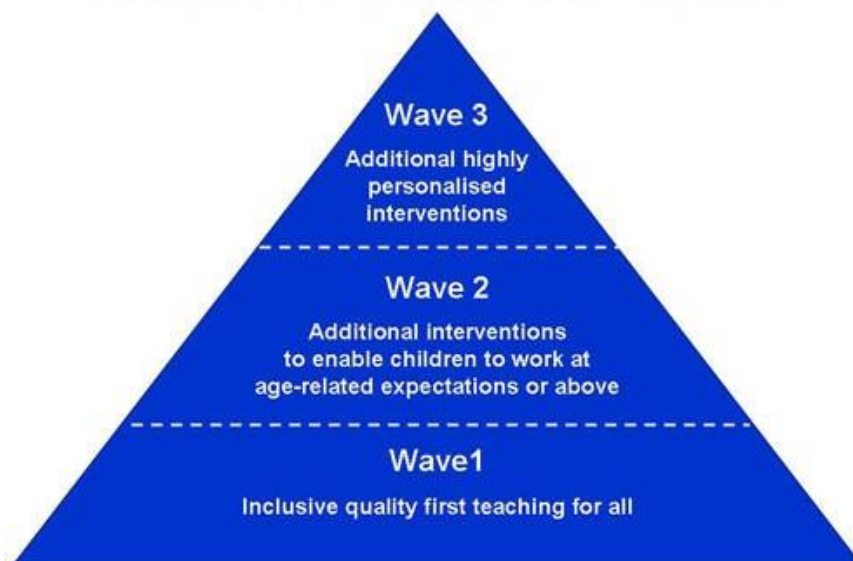 Wave 3
Additional highly
personalised
interventions
Wave 2
Additional interventions
to enable children to work at
age-related expectations or above
Wave1
Inclusive quality first teaching for all